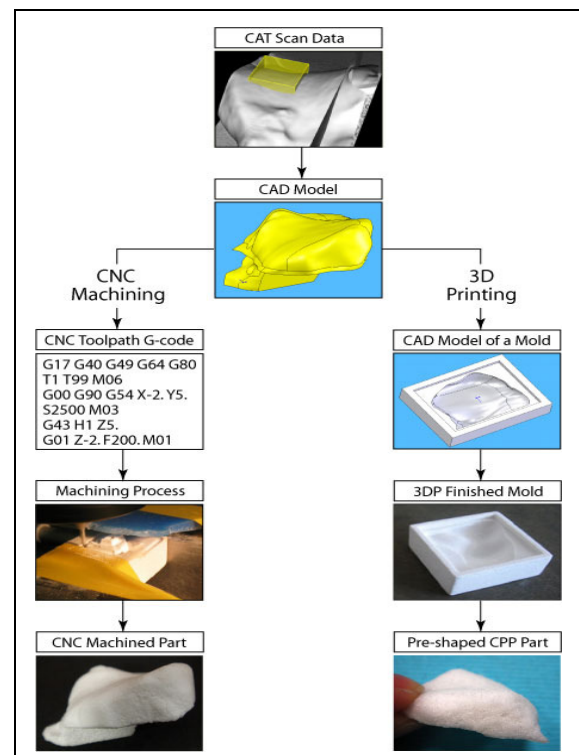 CAT Scan Data
CAD Model
CNC
Machining
CNC Toolpath G-code
G17 G40 G49 G64 G80
T1 T99 M06
G00 G90 G54 X-2. Y5.
S2500 M03
G43 H1 Z5.
G01 Z-2. F200. M01
Machining Process
CNC Machined Part
3D
Printing
CAD Model of a Mold
3DP Finished Mold
Pre-shaped CPP Part